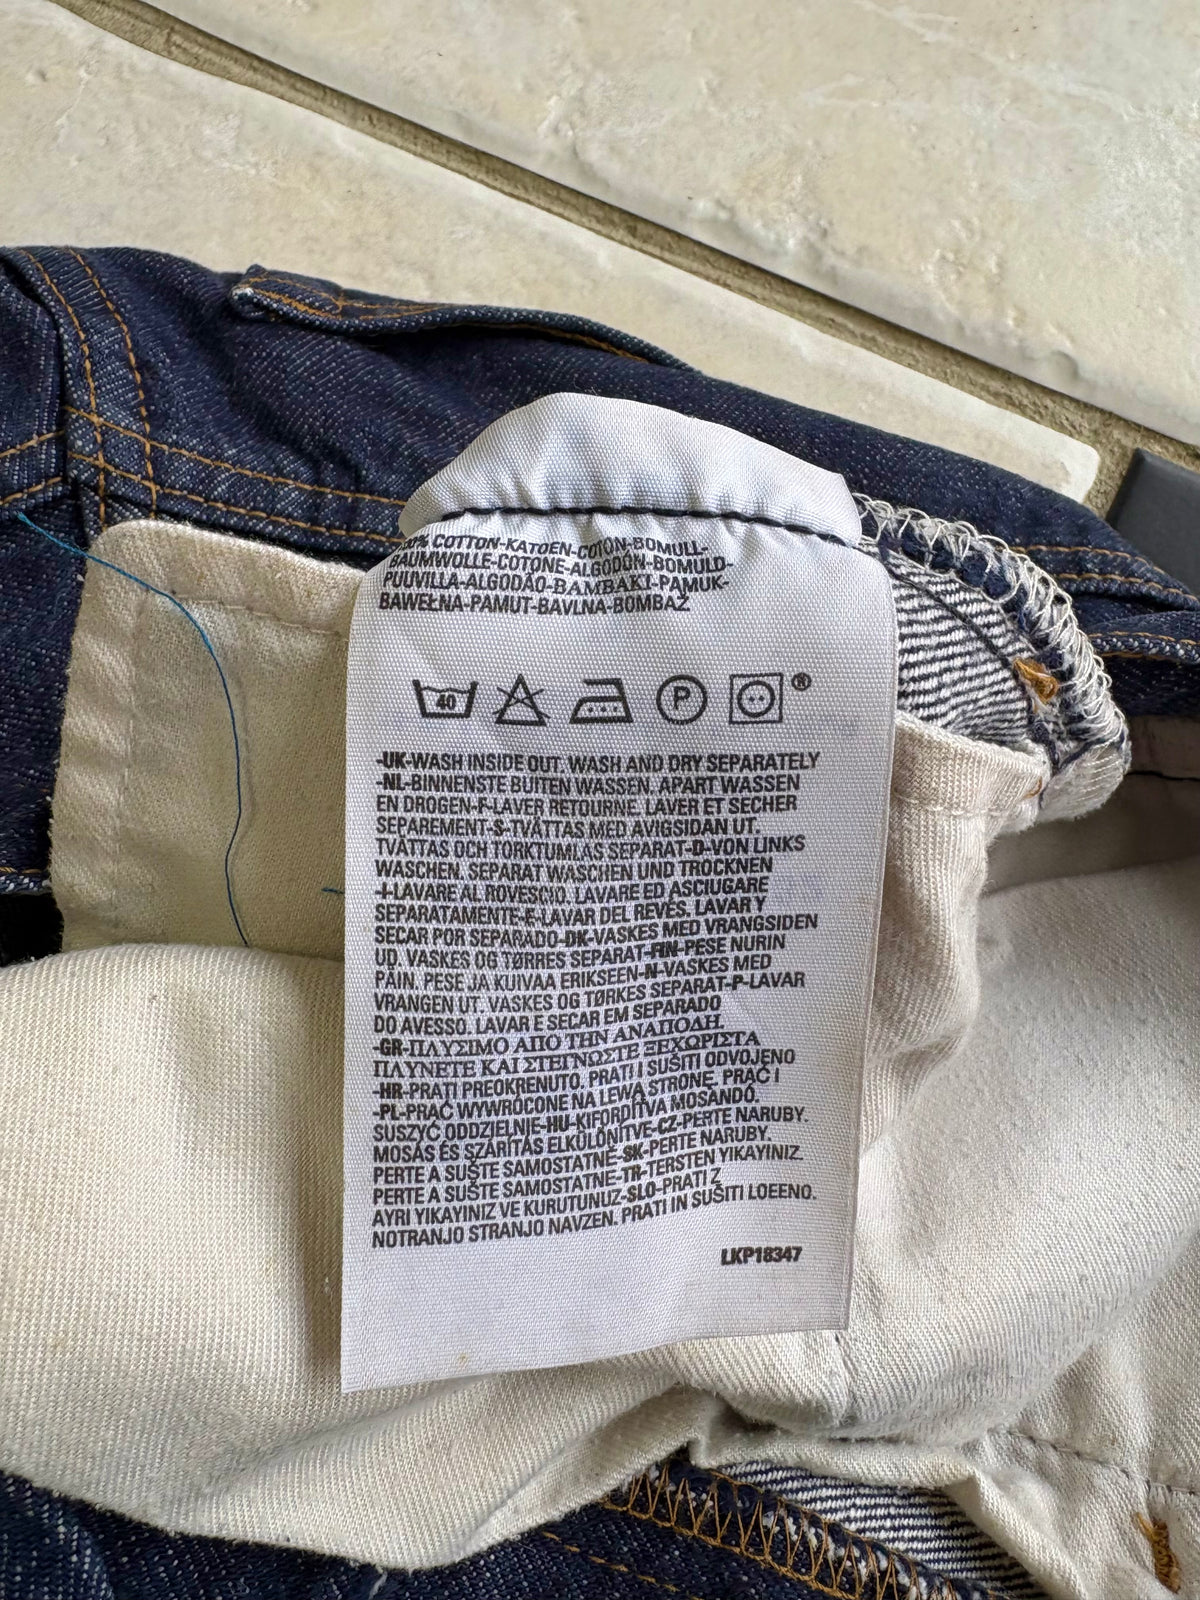 100% COTTON-KATOEN-COTON-BOMULL-
BAUMWOLLE-COTONE-ALGODÓN-BOMULD-
PUUVILLA-ALGODÃO-BAMBAKI-PAMUK-
BAWEŁNA-PAMUT-BAVLNA-BOMBAŽ
40 P ®
-UK-WASH INSIDE OUT. WASH AND DRY SEPARATELY
-NL-BINNENSTE BUITEN WASSEN. APART WASSEN
EN DROGEN-F-LAVER RETOURNE. LAVER ET SECHER
SEPAREMENT-S-TVÄTTAS MED AVIGSIDAN UT.
TVÄTTAS OCH TORKTUMLAS SEPARAT-D-VON LINKS
WASCHEN. SEPARAT WASCHEN UND TROCKNEN
-I-LAVARE AL ROVESCIO. LAVARE ED ASCIUGARE
SEPARATAMENTE-E-LAVAR DEL REVÉS. LAVAR Y
SECAR POR SEPARADO-DK-VASKES MED VRANGSIDEN
UD. VASKES OG TØRRES SEPARAT-FIN-PESE NURIN
PÄIN. PESE JA KUIVAA ERIKSEEN-N-VASKES MED
VRANGEN UT. VASKES OG TØRKES SEPARAT-P-LAVAR
DO AVESSO. LAVAR E SECAR EM SEPARADO
-GR-ΠΛΥΣΙΜΟ ΑΠΟ ΤΗΝ ΑΝΑΠΟΔΗ.
ΠΛΥΝΕΤΕ ΚΑΙ ΣΤΕΓΝΩΣΤΕ ΞΕΧΩΡΙΣΤΑ
-HR-PRATI PREOKRENUTO. PRATI I SUŠITI ODVOJENO
-PL-PRAĆ WYWRÓCONE NA LEWĄ STRONĘ. PRAĆ I
SUSZYĆ ODDZIELNIE-HU-KIFORDÍTVA MOSANDÓ.
MOSÁS ÉS SZÁRÍTÁS ELKÜLÖNÍTVE-CZ-PERTE NARUBY.
PERTE A SUŠTE SAMOSTATNĚ-SK-PERTE NARUBY.
PERTE A SUŠTE SAMOSTATNE-TR-TERSTEN YIKAYINIZ.
AYRI YIKAYINIZ VE KURUTUNUZ-SLO-PRATI Z
NOTRANJO STRANJO NAVZEN. PRATI IN SUŠITI LOEENO.
LKP18347